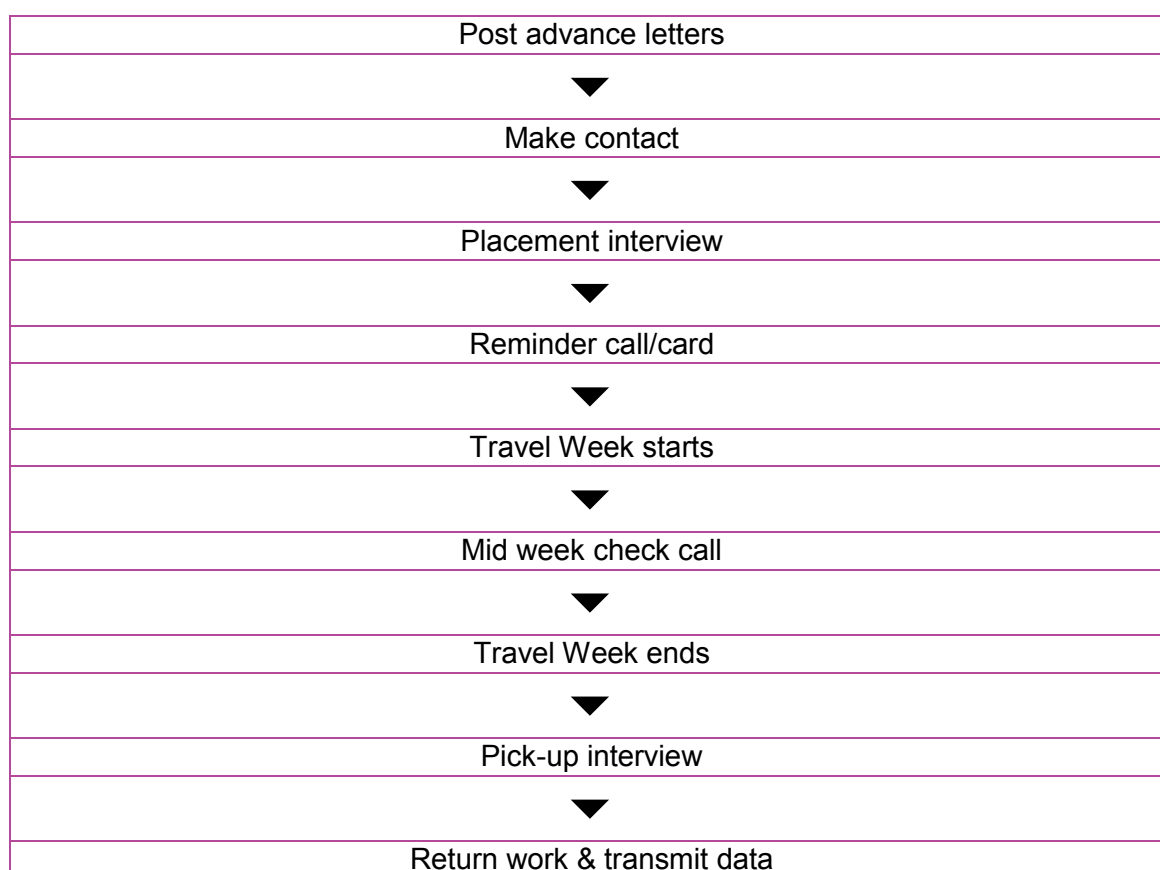 Post advance letters
Make contact
Placement interview
Reminder call/card
Travel Week starts
Mid week check call
Travel Week ends
Pick-up interview
Return work & transmit data